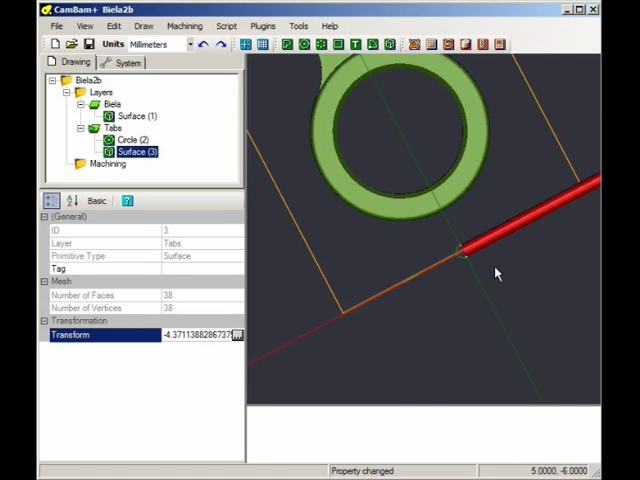 CamBam+ Biela2b
File View Edit Draw Machining Script Plugins Tools Help
Units Millimeters
Drawing System
Biela2b
Layers
Biela
Surface (1)
Tabs
Circle (2)
Surface (3)
Machining
Basic
(General)
ID 3
Layer Tabs
Primitive Type Surface
Tag
Mesh
Number of Faces 38
Number of Vertices 38
Transformation
Transform ...
Property changed 5.0000, -6.0000